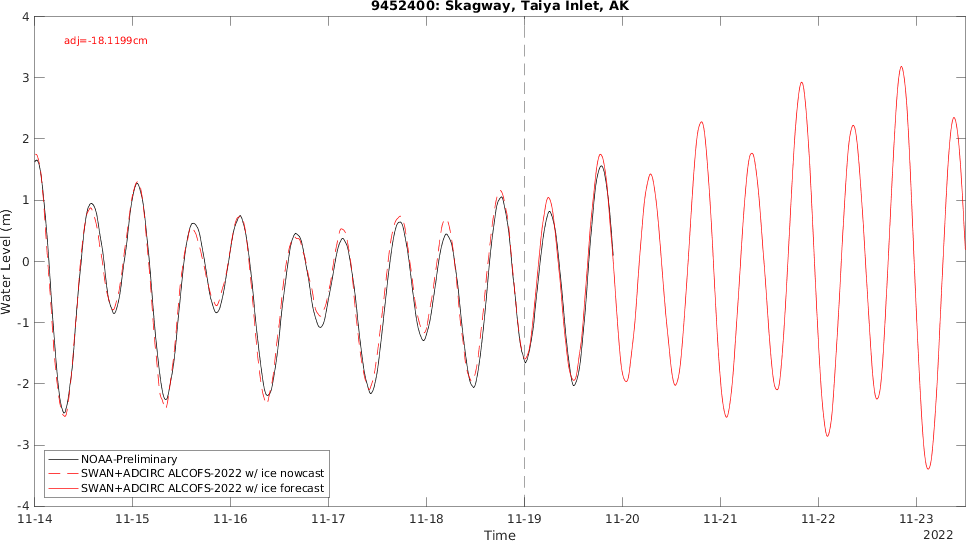 9452400: Skagway, Taiya Inlet, AK
adj=-18.1199cm
4
3
2
1
0
-1
-2
-3
-4
Water Level (m)
NOAA-Preliminary
SWAN+ADCIRC ALCOFS-2022 w/ ice nowcast
SWAN+ADCIRC ALCOFS-2022 w/ ice forecast
11-14 11-15 11-16 11-17 11-18 11-19 11-20 11-21 11-22 11-23
Time
2022